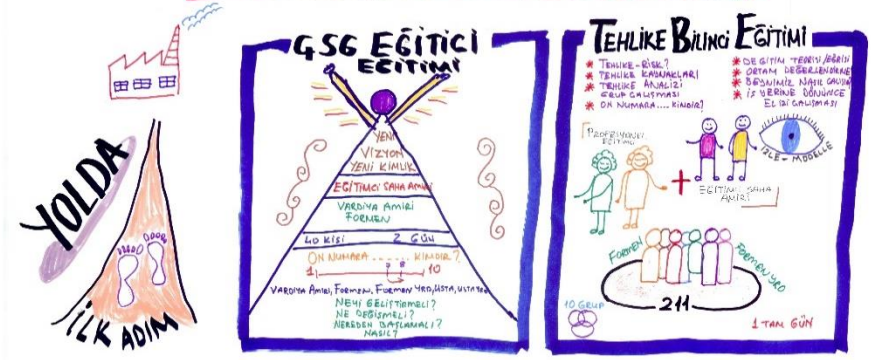 YOLDA
İLK ADIM
GSG EĞİTİCİ
EĞİTİMİ
YENİ
VİZYON
YENİ KİMLİK
EĞİTİMCİ SAHA AMİRİ
VARDİYA AMİRİ
FORMEN
40 KİŞİ 2 GÜN
ON NUMARA........KİMDİR?
1 10
VARDİYA AMİRİ, FORMEN, FORMEN YRD, USTA, USTA YRD
NEYİ GELİŞTİRMELİ?
NE DEĞİŞMELİ?
NEREDEN BAŞLAMALI?
NASIL?
TEHLİKE BİLİNCİ EĞİTİMİ
* TEHLİKE-RİSK?
* TEHLİKE KAYNAKLARI
* TEHLİKE ANALİZİ
GRUP ÇALIŞMASI
* ON NUMARA.... KİMDİR?
* DEĞİŞİM TEORİSİ/EĞRİSİ
* ORTAM DEĞERLENDİRME
* BEYNİMİZ NASIL ÇALIŞIR
* İŞ YERİNE DÖNÜNCE
EL İZİ ÇALIŞMASI
PROFESYONEL
EĞİTİMCİ
+
EĞİTİMCİ SAHA
AMİRİ
İZLE-MODELLE
FORMEN
FORMEN YRD
211
10 GRUP
1 TAM GÜN